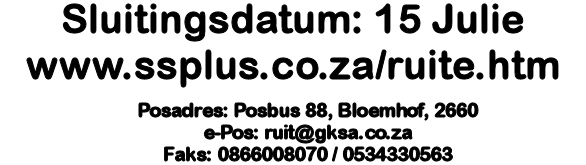 Sluitingsdatum: 15 Julie
www.ssplus.co.za/ruite.htm
Posadres: Posbus 88, Bloemhof, 2660
e-Pos: ruit@gksa.co.za
Faks: 0866008070 / 0534330563